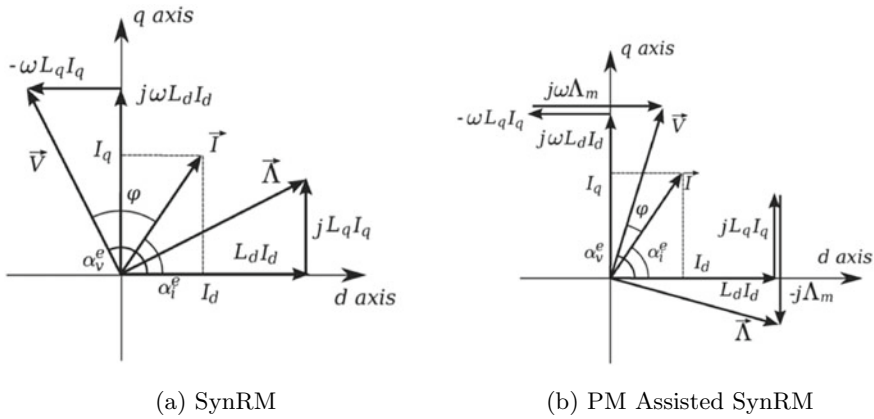 q axis
-ωL_qI_q
jωL_dI_d
I_q
I⃗
V⃗
φ
Λ⃗
jL_qI_q
α_v^e
α_i^e
L_dI_d
I_d
d axis
(a) SynRM
q axis
jωΛ_m
-ωL_qI_q
jωL_dI_d
V⃗
I_q
I⃗
φ
jL_qI_q
α_v^e
α_i^e
I_d
d axis
L_dI_d
-jΛ_m
Λ⃗
(b) PM Assisted SynRM